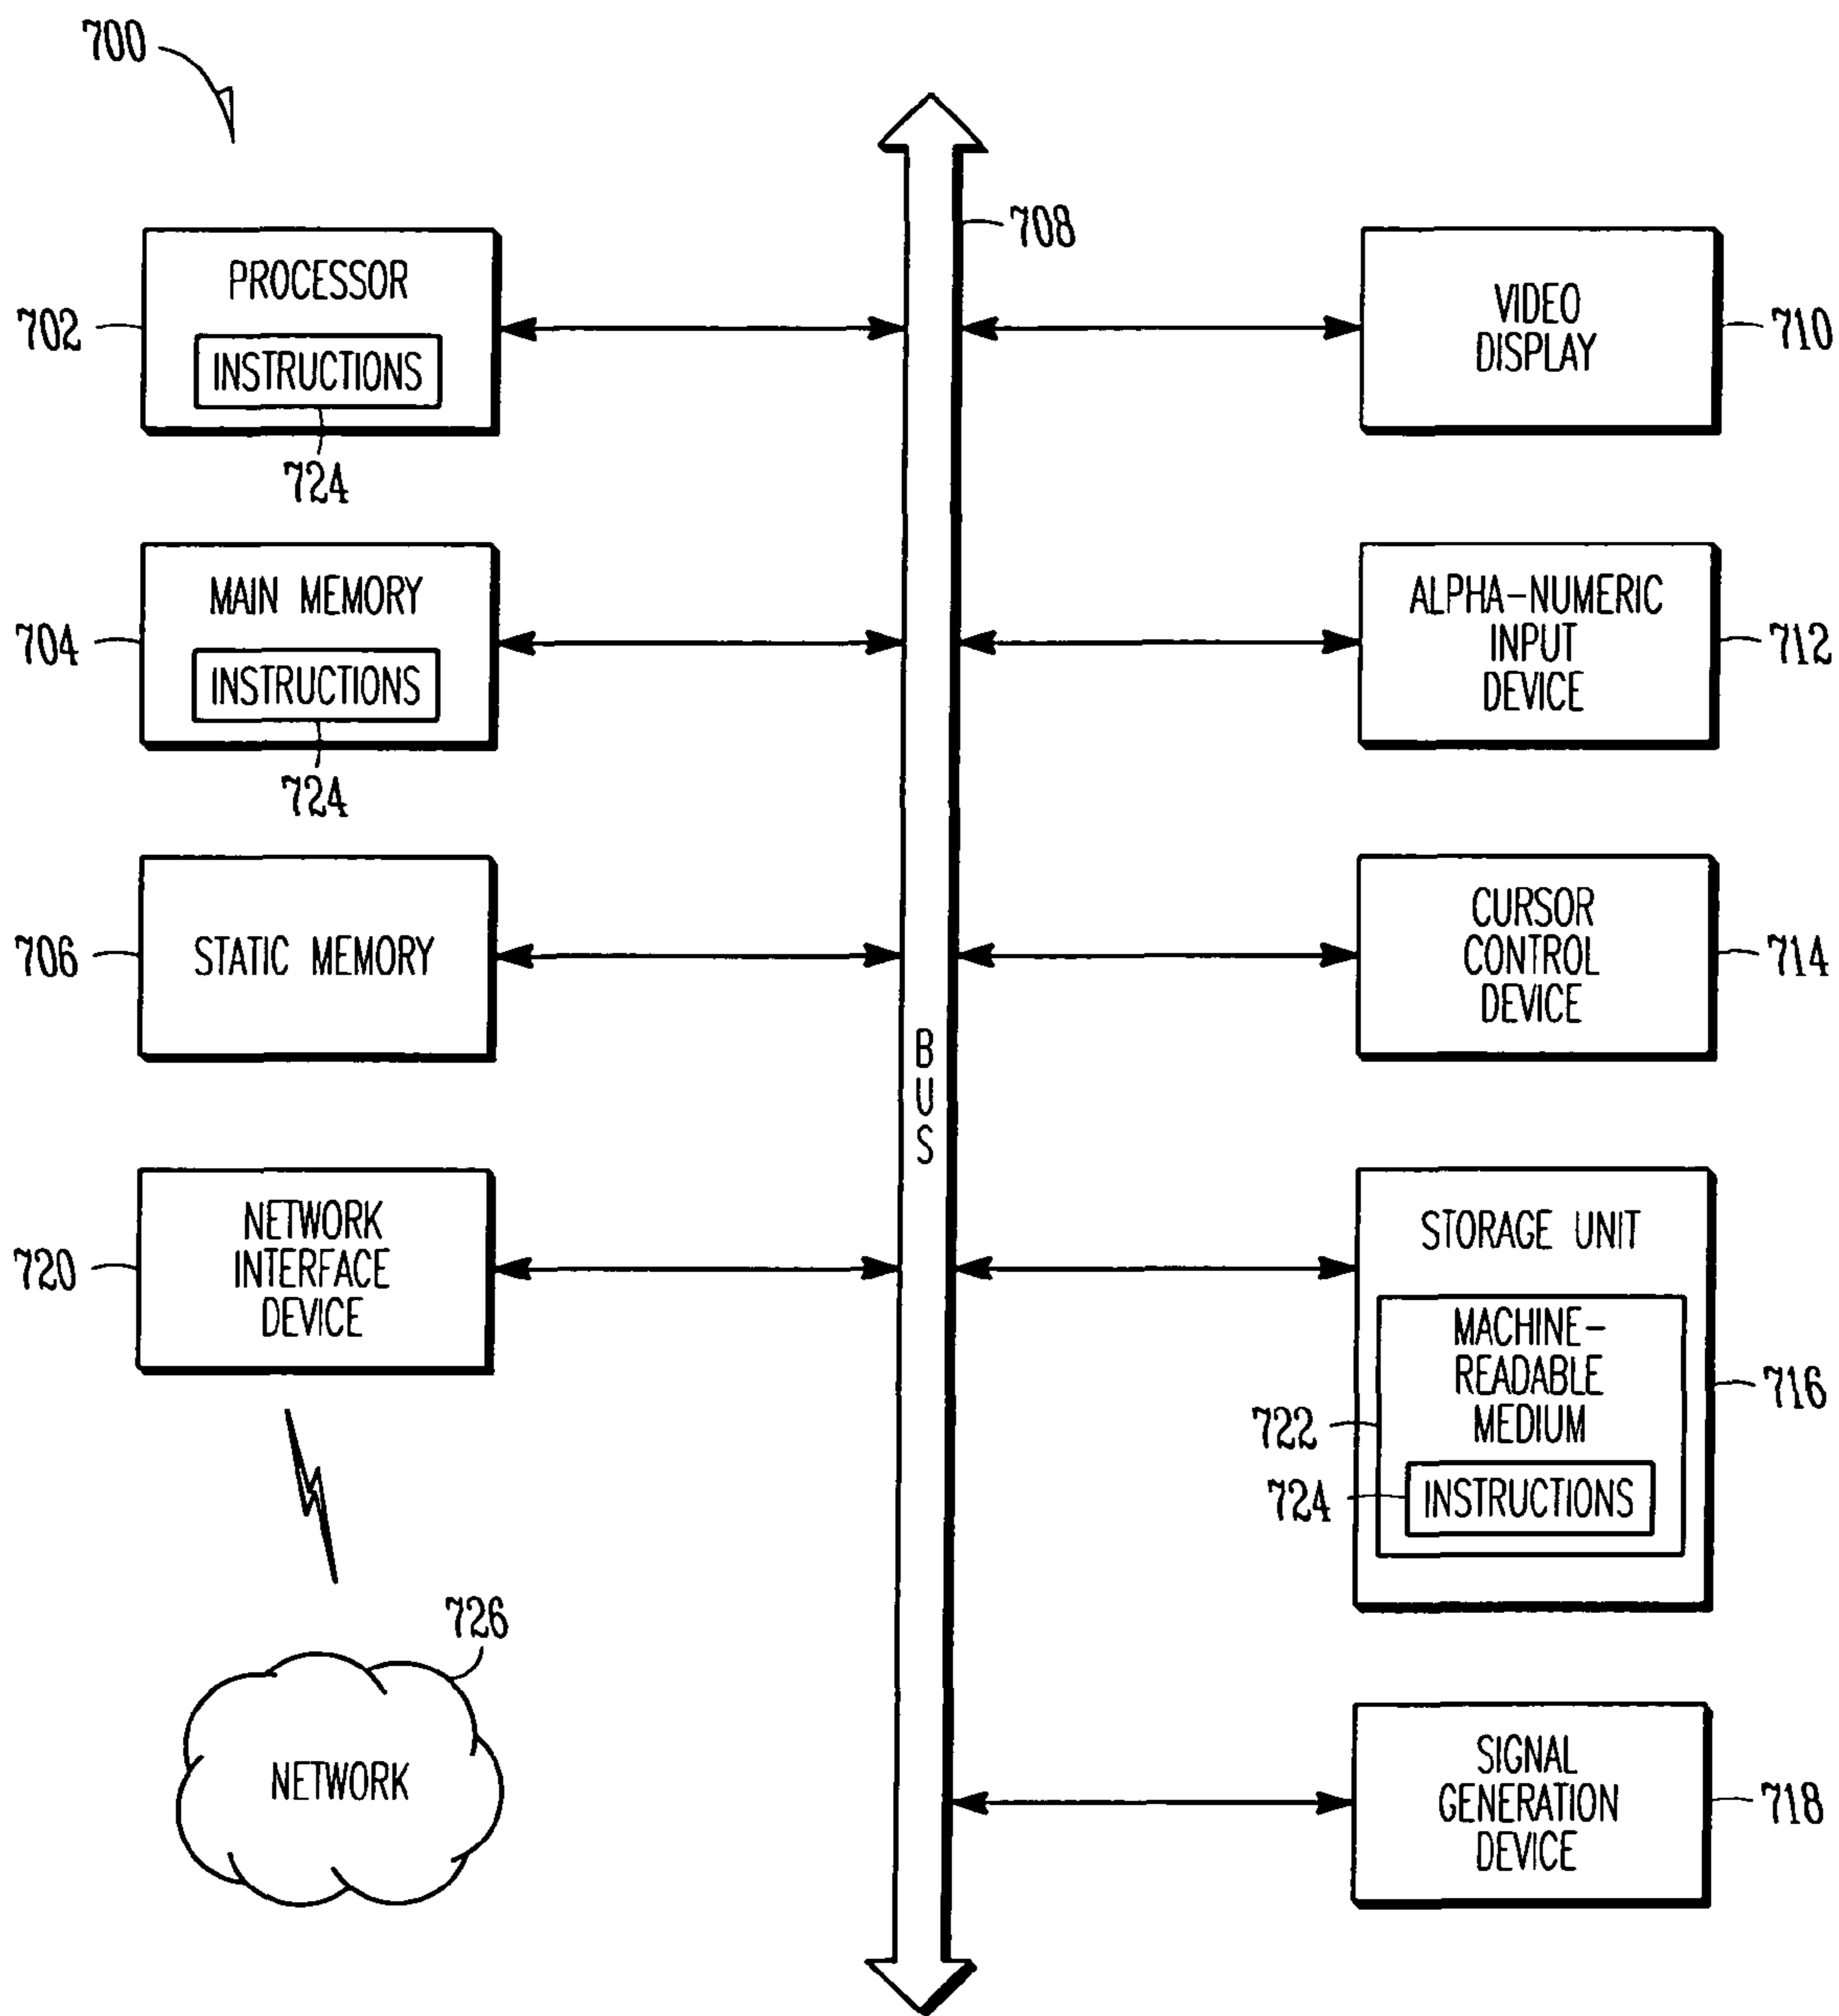 700
708
PROCESSOR
702
INSTRUCTIONS
724
VIDEO
DISPLAY
710
MAIN MEMORY
704
INSTRUCTIONS
724
ALPHA-NUMERIC
INPUT
DEVICE
712
706
STATIC MEMORY
CURSOR
CONTROL
DEVICE
714
BUS
720
NETWORK
INTERFACE
DEVICE
STORAGE UNIT
MACHINE-
READABLE
MEDIUM
716
722
724
INSTRUCTIONS
726
NETWORK
SIGNAL
GENERATION
DEVICE
718